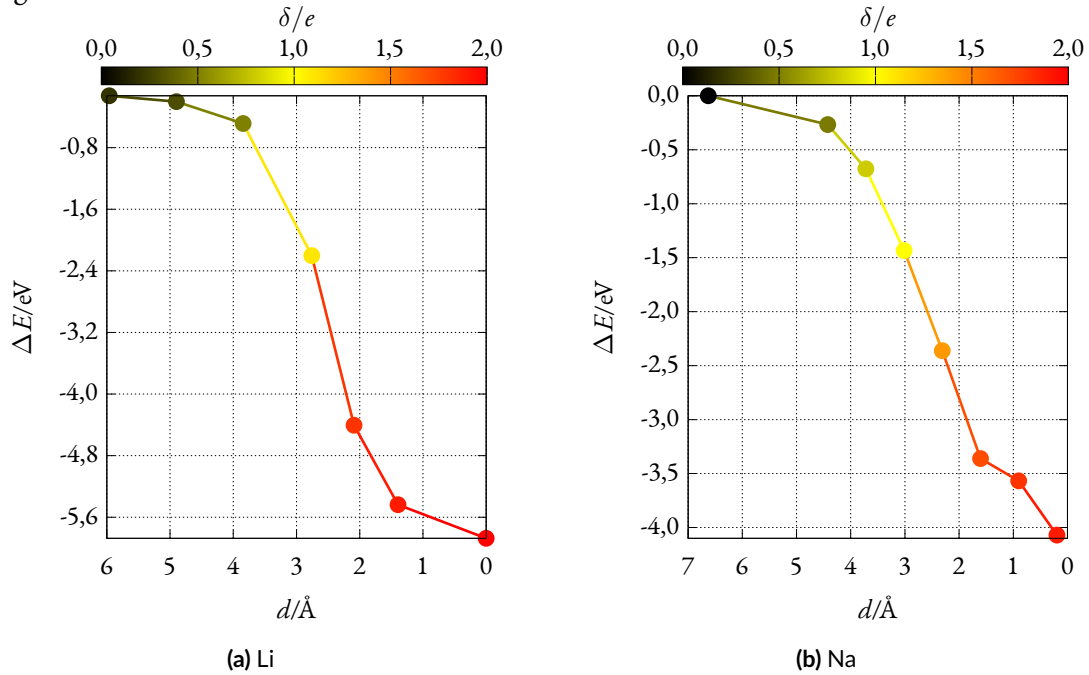 δ/e
0,0 0,5 1,0 1,5 2,0
-0,8
-1,6
-2,4
-3,2
-4,0
-4,8
-5,6
ΔE/eV
6 5 4 3 2 1 0
d/Å
(a) Li
δ/e
0,0 0,5 1,0 1,5 2,0
0,0
-0,5
-1,0
-1,5
-2,0
-2,5
-3,0
-3,5
-4,0
ΔE/eV
7 6 5 4 3 2 1 0
d/Å
(b) Na